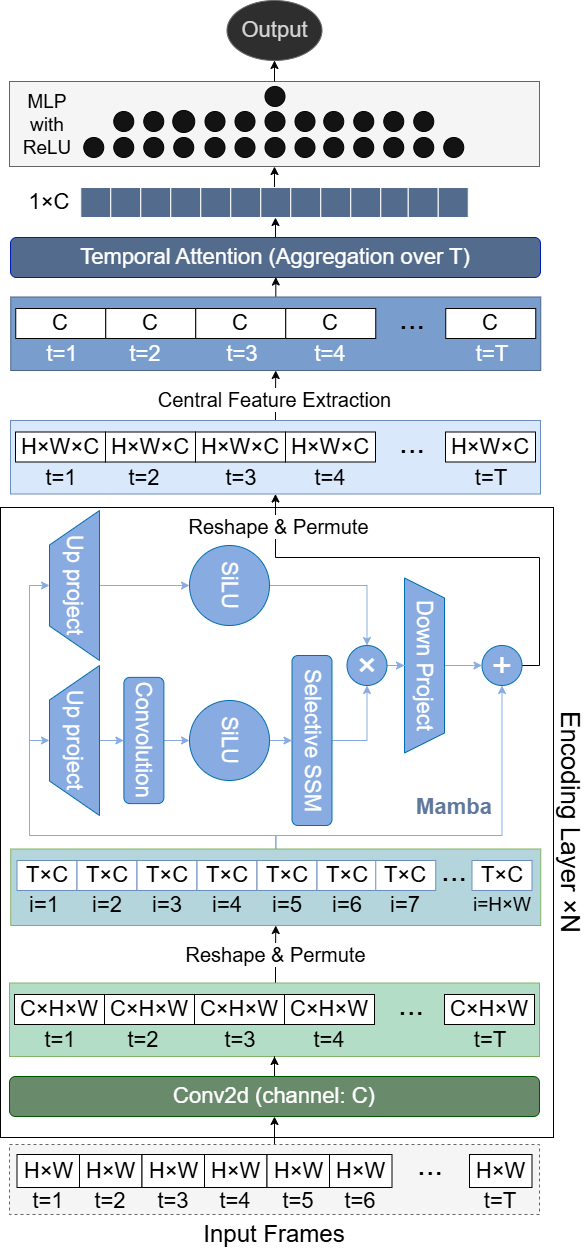 Output
MLP
with
ReLU
1×C
Temporal Attention (Aggregation over T)
C C C C ... C
t=1 t=2 t=3 t=4 t=T
Central Feature Extraction
H×W×C H×W×C H×W×C H×W×C ... H×W×C
t=1 t=2 t=3 t=4 t=T
Reshape & Permute
Up project
SiLU
×
Down Project
+
Up project
Convolution
SiLU
Selective SSM
Mamba
Encoding Layer ×N
T×C T×C T×C T×C T×C T×C T×C ... T×C
i=1 i=2 i=3 i=4 i=5 i=6 i=7 i=H×W
Reshape & Permute
C×H×W C×H×W C×H×W C×H×W ... C×H×W
t=1 t=2 t=3 t=4 t=T
Conv2d (channel: C)
H×W H×W H×W H×W H×W H×W ... H×W
t=1 t=2 t=3 t=4 t=5 t=6 t=T
Input Frames